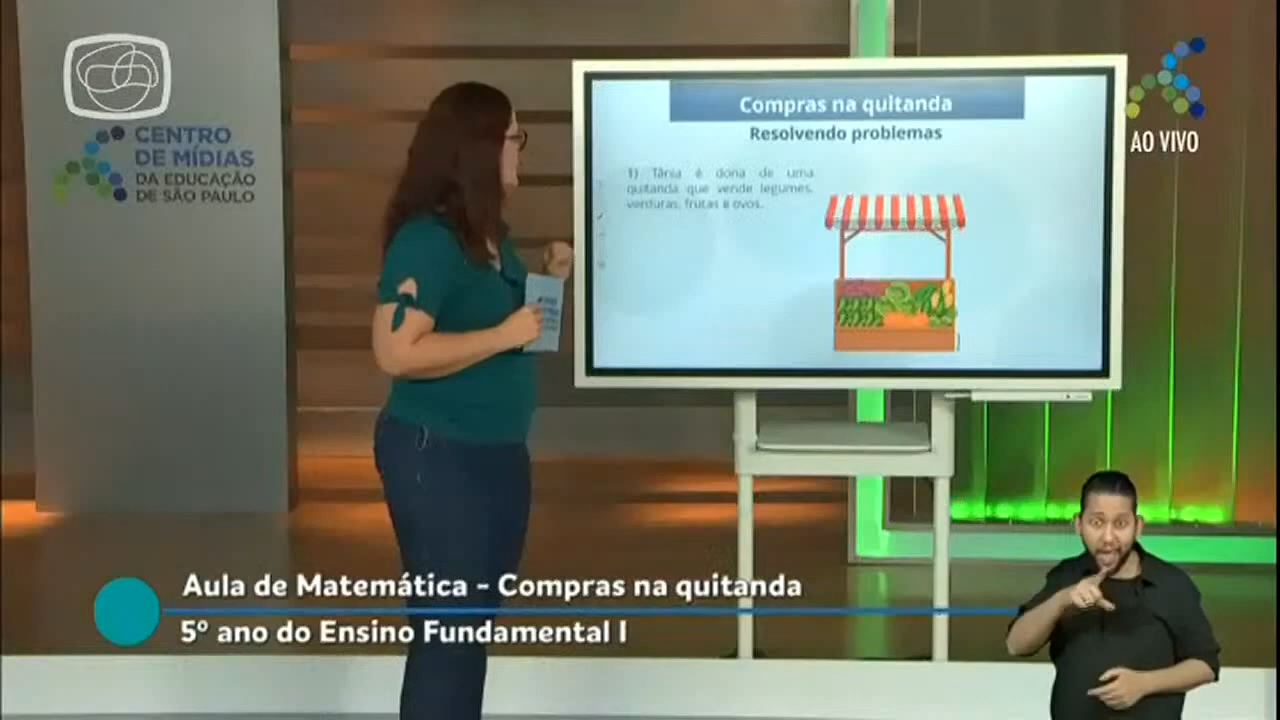 CENTRO
DE MÍDIAS
DA EDUCAÇÃO
DE SÃO PAULO
Compras na quitanda
Resolvendo problemas
1) Tânia é dona de uma
quitanda que vende legumes,
verduras, frutas e ovos.
AO VIVO
Aula de Matemática - Compras na quitanda
5º ano do Ensino Fundamental I